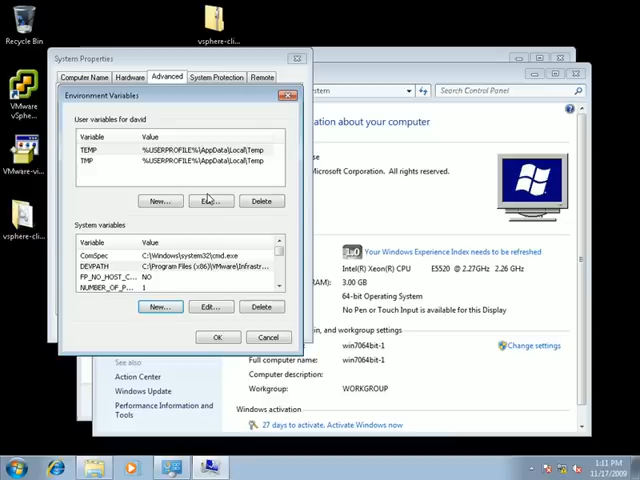 Recycle Bin
vsphere-cli...
VMware
vSphe...
VMware-vi...
vsphere-cli...
System Properties
Computer Name
Hardware
Advanced
System Protection
Remote
Environment Variables
User variables for david
Variable
Value
TEMP
%USERPROFILE%\AppData\Local\Temp
TMP
%USERPROFILE%\AppData\Local\Temp
New...
Delete
System variables
Variable
Value
ComSpec
C:\Windows\system32\cmd.exe
DEVPATH
C:\Program Files (x86)\VMware\Infrastr...
FP_NO_HOST_C...
NO
NUMBER_OF_P...
1
New...
Edit...
Delete
OK
Cancel
stem
Search Control Panel
formation about your computer
Microsoft Corporation. All rights reserved.
1.0
Your Windows Experience Index needs to be refreshed
Intel(R) Xeon(R) CPU E5520 @ 2.27GHz 2.26 GHz
3.00 GB
64-bit Operating System
No Pen or Touch Input is available for this Display
, and workgroup settings
win7064bit-1
Change settings
Full computer name:
win7064bit-1
Computer description:
Workgroup:
WORKGROUP
Windows activation
27 days to activate. Activate Windows now
See also
Action Center
Windows Update
Performance Information and
Tools
1:11 PM
11/17/2009